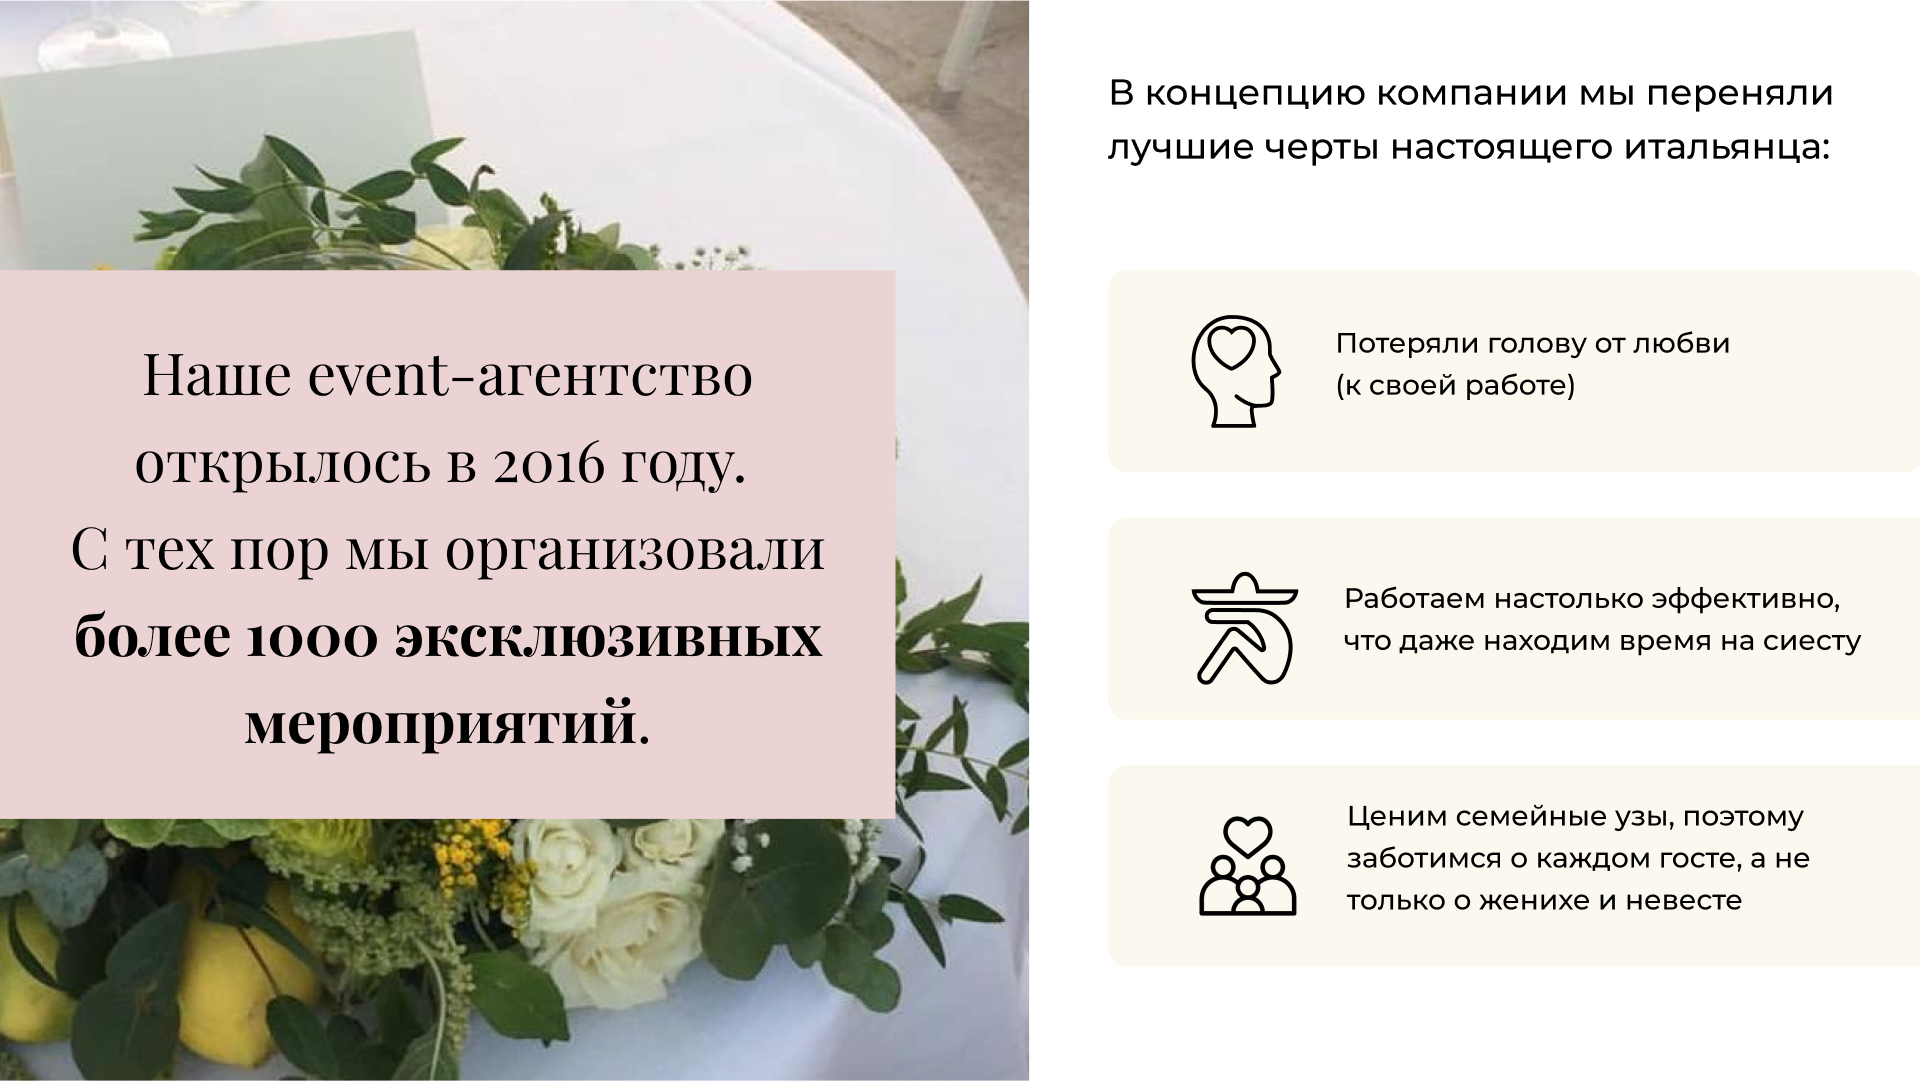 Наше event-агентство
открылось в 2016 году.
С тех пор мы организовали
более 1000 эксклюзивных
мероприятий.
В концепцию компании мы переняли
лучшие черты настоящего итальянца:
Потеряли голову от любви
(к своей работе)
Работаем настолько эффективно,
что даже находим время на сиесту
Ценим семейные узы, поэтому
заботимся о каждом госте, а не
только о женихе и невесте